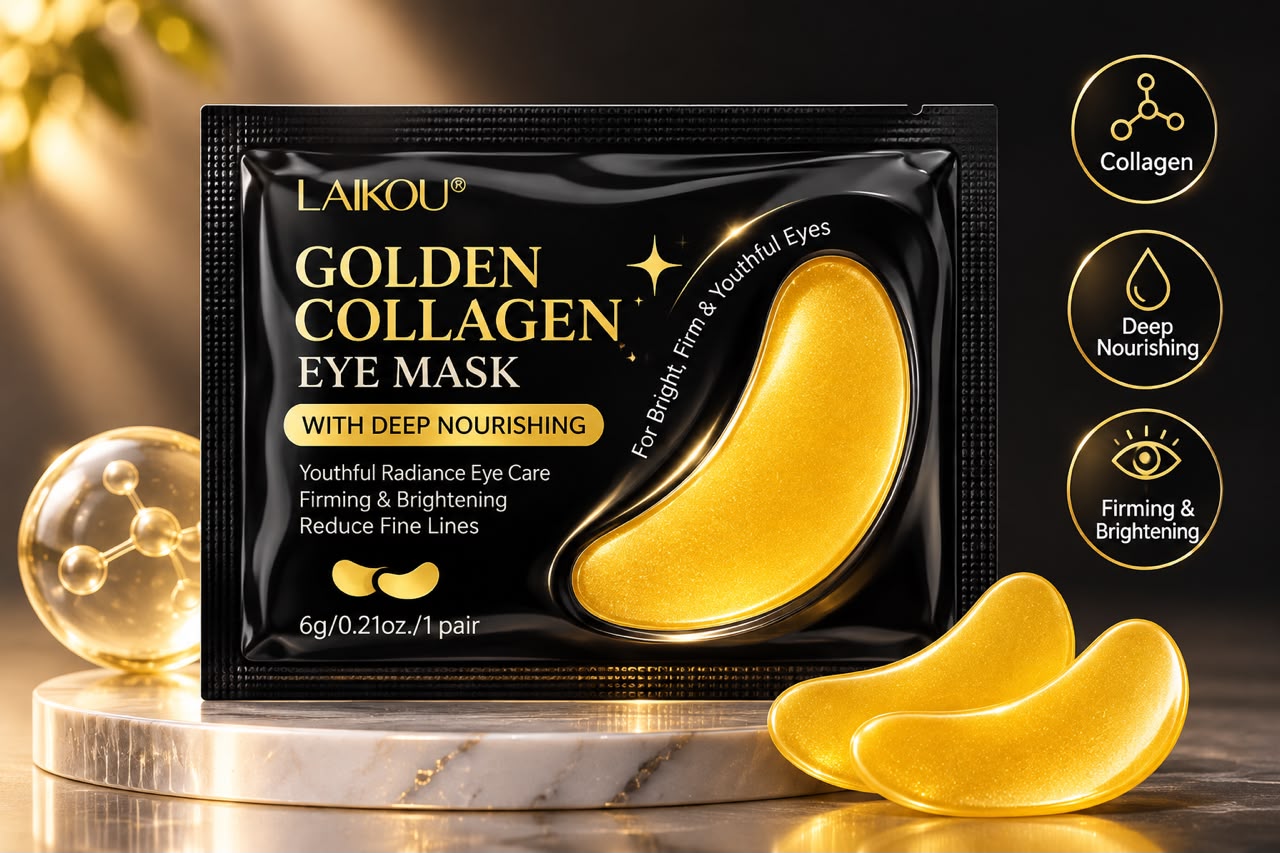 LAIKOU®
GOLDEN
COLLAGEN
EYE MASK
WITH DEEP NOURISHING
Youthful Radiance Eye Care
Firming & Brightening
Reduce Fine Lines
6g/0.21oz./1 pair
For Bright, Firm & Youthful Eyes
Collagen
Deep
Nourishing
Firming &
Brightening